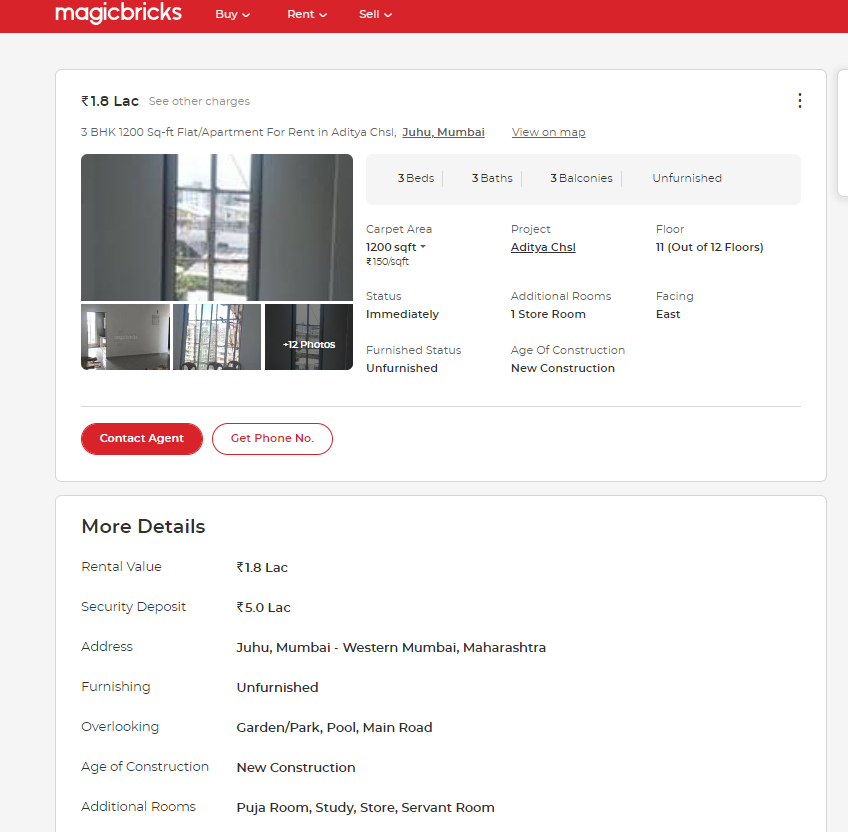 magicbricks Buy Rent Sell
₹1.8 Lac See other charges
3 BHK 1200 Sq-ft Flat/Apartment For Rent in Aditya Chsl, Juhu, Mumbai View on map
3 Beds 3 Baths 3 Balconies Unfurnished
Carpet Area Project Floor
1200 sqft Aditya Chsl 11 (Out of 12 Floors)
₹150/sqft
Status Additional Rooms Facing
Immediately 1 Store Room East
+12 Photos
Furnished Status Age Of Construction
Unfurnished New Construction
Contact Agent Get Phone No.
More Details
Rental Value ₹1.8 Lac
Security Deposit ₹5.0 Lac
Address Juhu, Mumbai - Western Mumbai, Maharashtra
Furnishing Unfurnished
Overlooking Garden/Park, Pool, Main Road
Age of Construction New Construction
Additional Rooms Puja Room, Study, Store, Servant Room